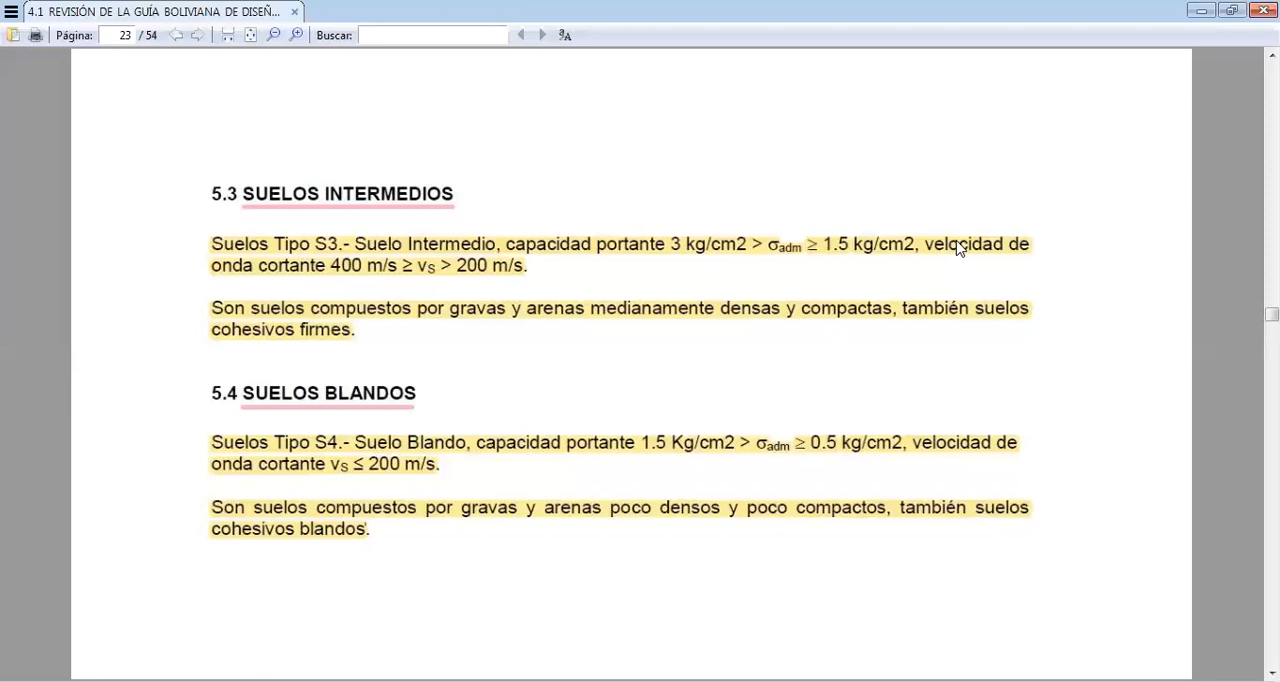 4.1 REVISIÓN DE LA GUÍA BOLIVIANA DE DISEÑ...
Página: 23 / 54 Buscar:
5.3 SUELOS INTERMEDIOS
Suelos Tipo S3.- Suelo Intermedio, capacidad portante 3 kg/cm2 > σadm ≥ 1.5 kg/cm2, velocidad de
onda cortante 400 m/s ≥ vS > 200 m/s.
Son suelos compuestos por gravas y arenas medianamente densas y compactas, también suelos
cohesivos firmes.
5.4 SUELOS BLANDOS
Suelos Tipo S4.- Suelo Blando, capacidad portante 1.5 Kg/cm2 > σadm ≥ 0.5 kg/cm2, velocidad de
onda cortante vS ≤ 200 m/s.
Son suelos compuestos por gravas y arenas poco densos y poco compactos, también suelos
cohesivos blandos.